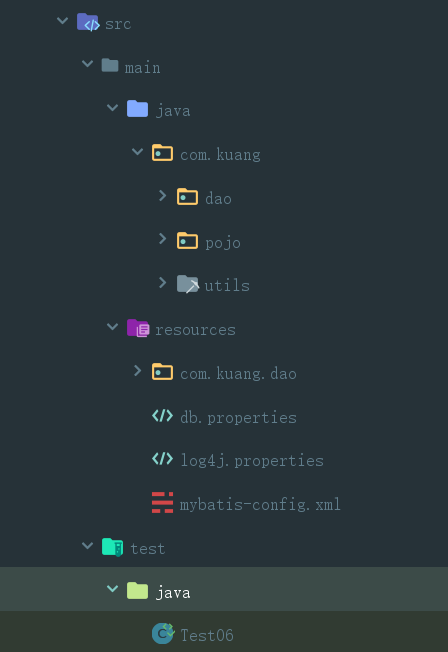 src
main
java
com.kuang
dao
pojo
utils
resources
com.kuang.dao
db.properties
log4j.properties
mybatis-config.xml
test
java
Test06